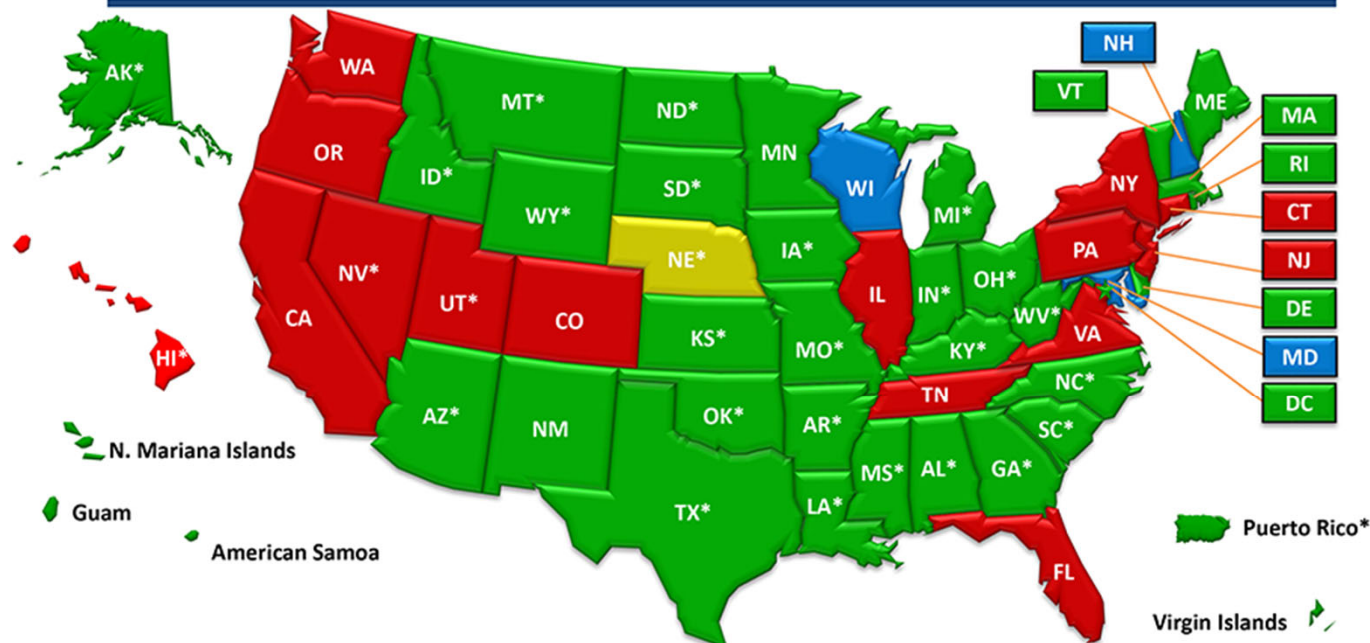 NH
AK*
WA
VT
MT*
ND*
ME
MA
OR
MN
RI
ID*
SD*
WI
NY
WY*
MI*
CT
IA*
PA
NE*
NJ
NV*
OH*
UT*
IL
IN*
DE
CA
CO
WV*
VA
KS*
MO*
KY*
MD
HI*
NC*
TN
DC
AZ*
OK*
NM
AR*
SC*
N. Mariana Islands
MS*
AL*
GA*
LA*
Guam
TX*
Puerto Rico*
American Samoa
FL
Virgin Islands